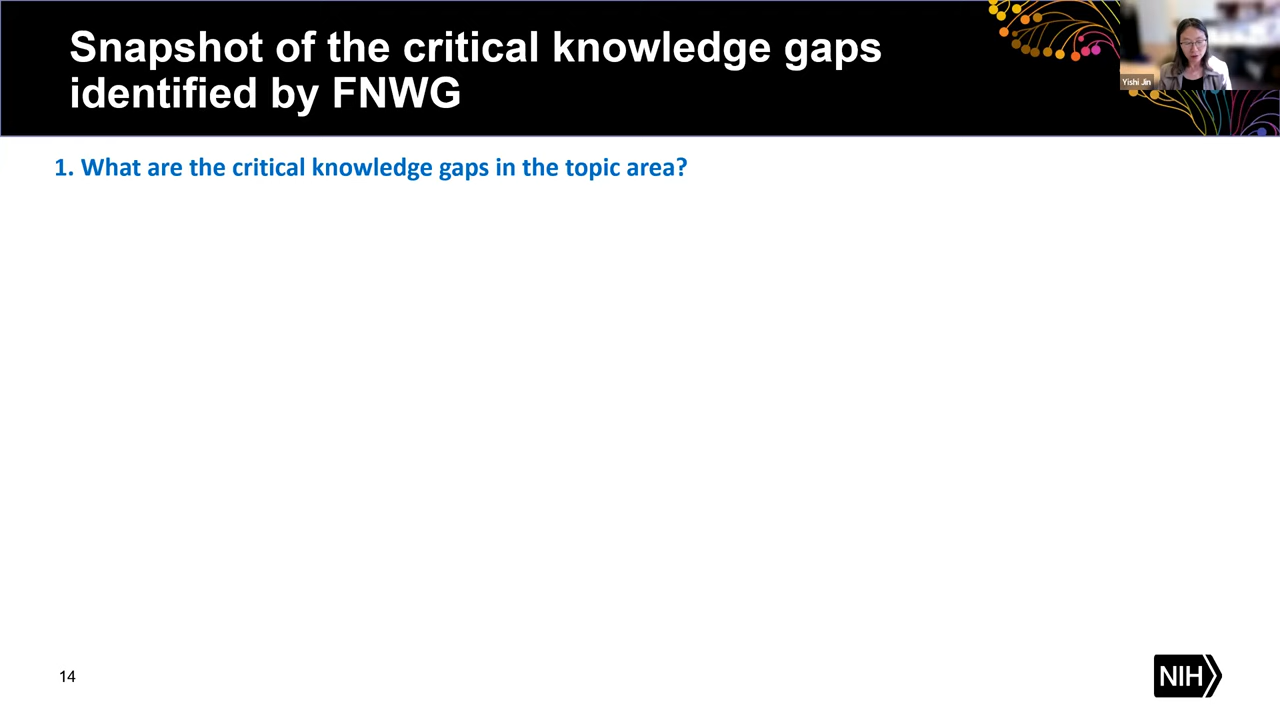 Snapshot of the critical knowledge gaps
identified by FNWG
Yishi Jin
1. What are the critical knowledge gaps in the topic area?
14
NIH